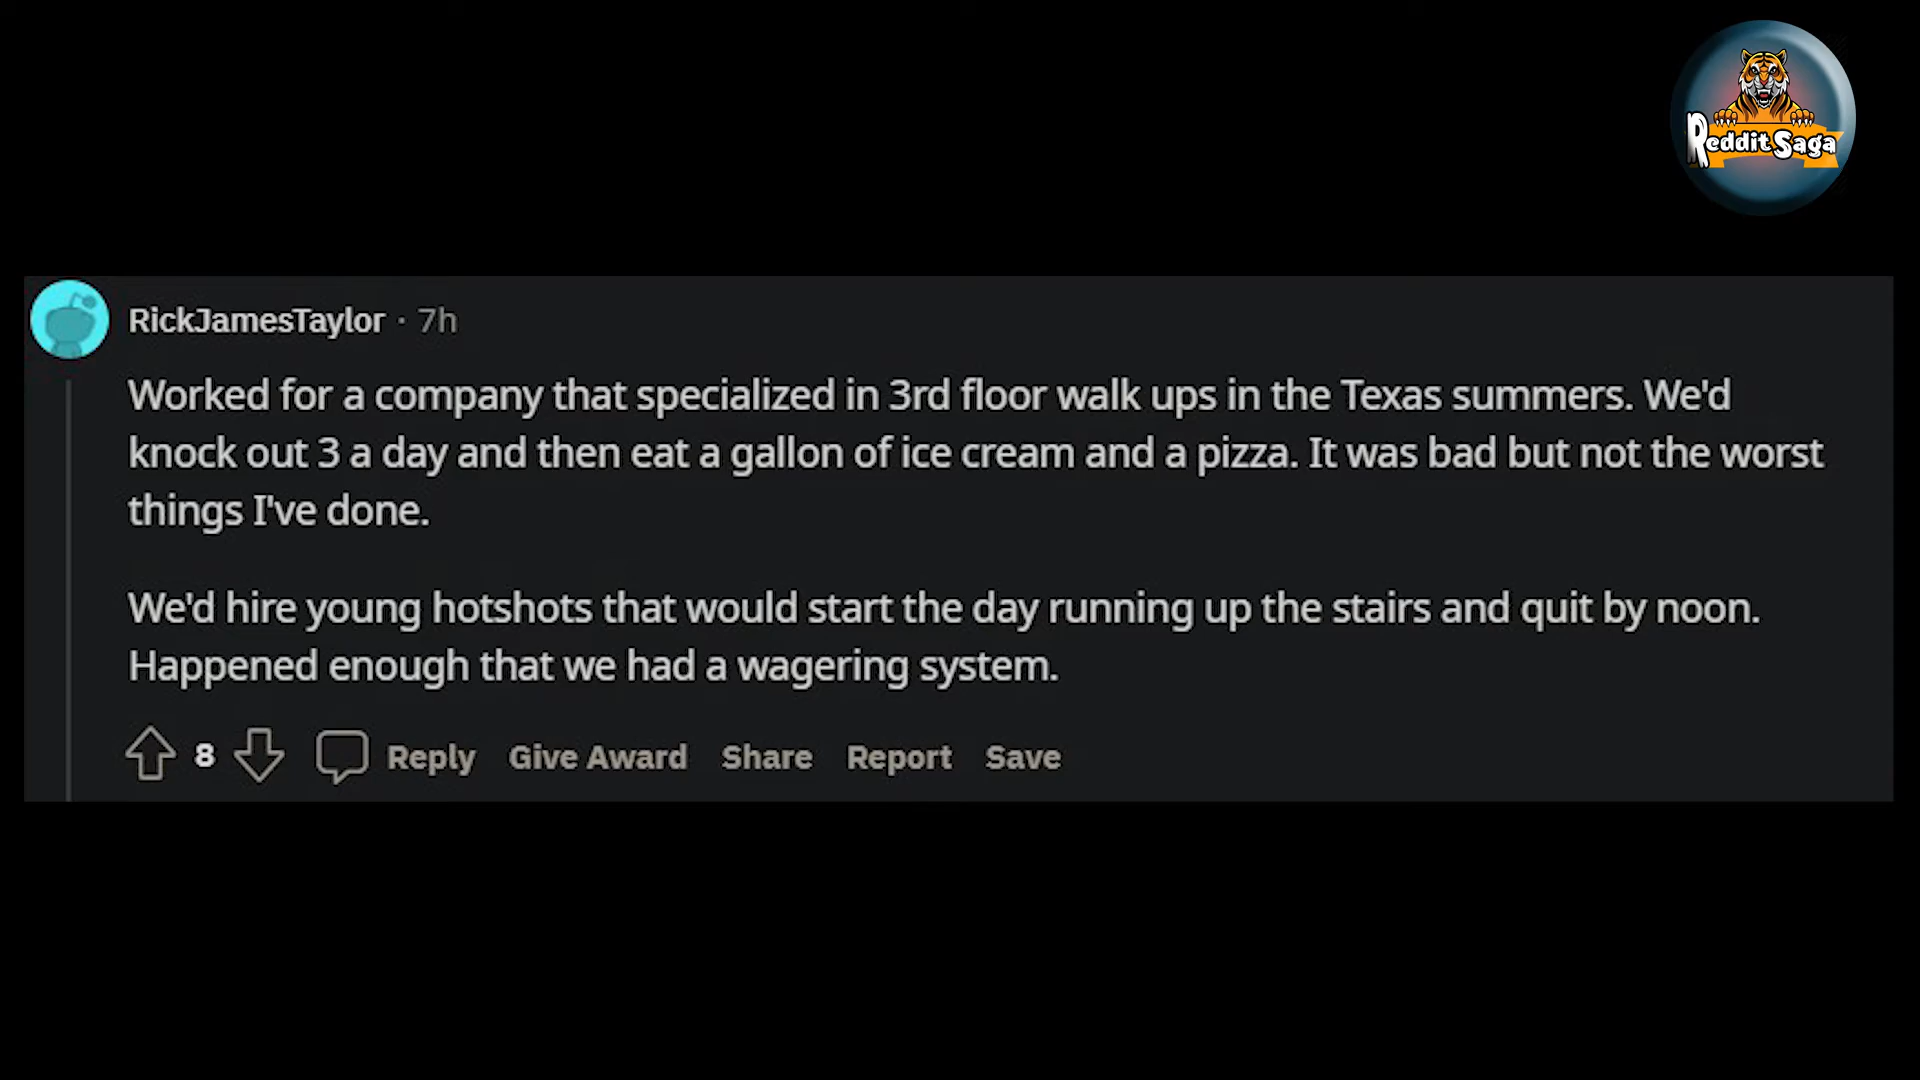 Reddit Saga
RickJamesTaylor · 7h
Worked for a company that specialized in 3rd floor walk ups in the Texas summers. We'd
knock out 3 a day and then eat a gallon of ice cream and a pizza. It was bad but not the worst
things I've done.
We'd hire young hotshots that would start the day running up the stairs and quit by noon.
Happened enough that we had a wagering system.
8 Reply Give Award Share Report Save